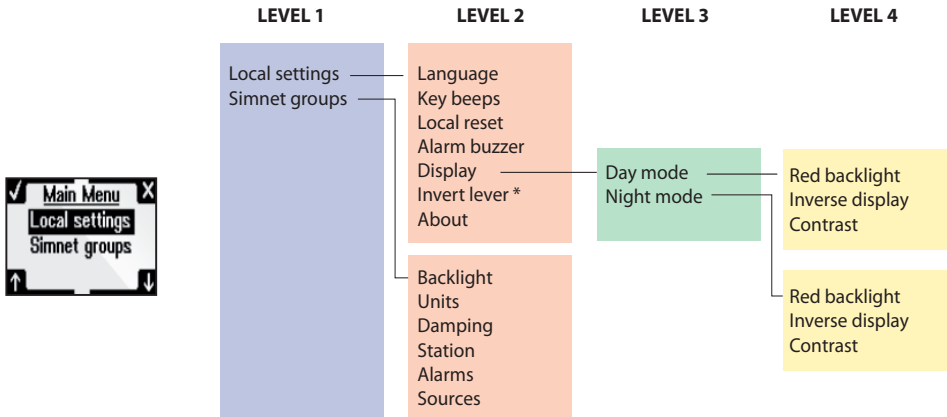 LEVEL 1 LEVEL 2 LEVEL 3 LEVEL 4
Main Menu
Local settings
Simnet groups
Local settings
Simnet groups
Language
Key beeps
Local reset
Alarm buzzer
Display
Invert lever *
About
Backlight
Units
Damping
Station
Alarms
Sources
Day mode
Night mode
Red backlight
Inverse display
Contrast
Red backlight
Inverse display
Contrast